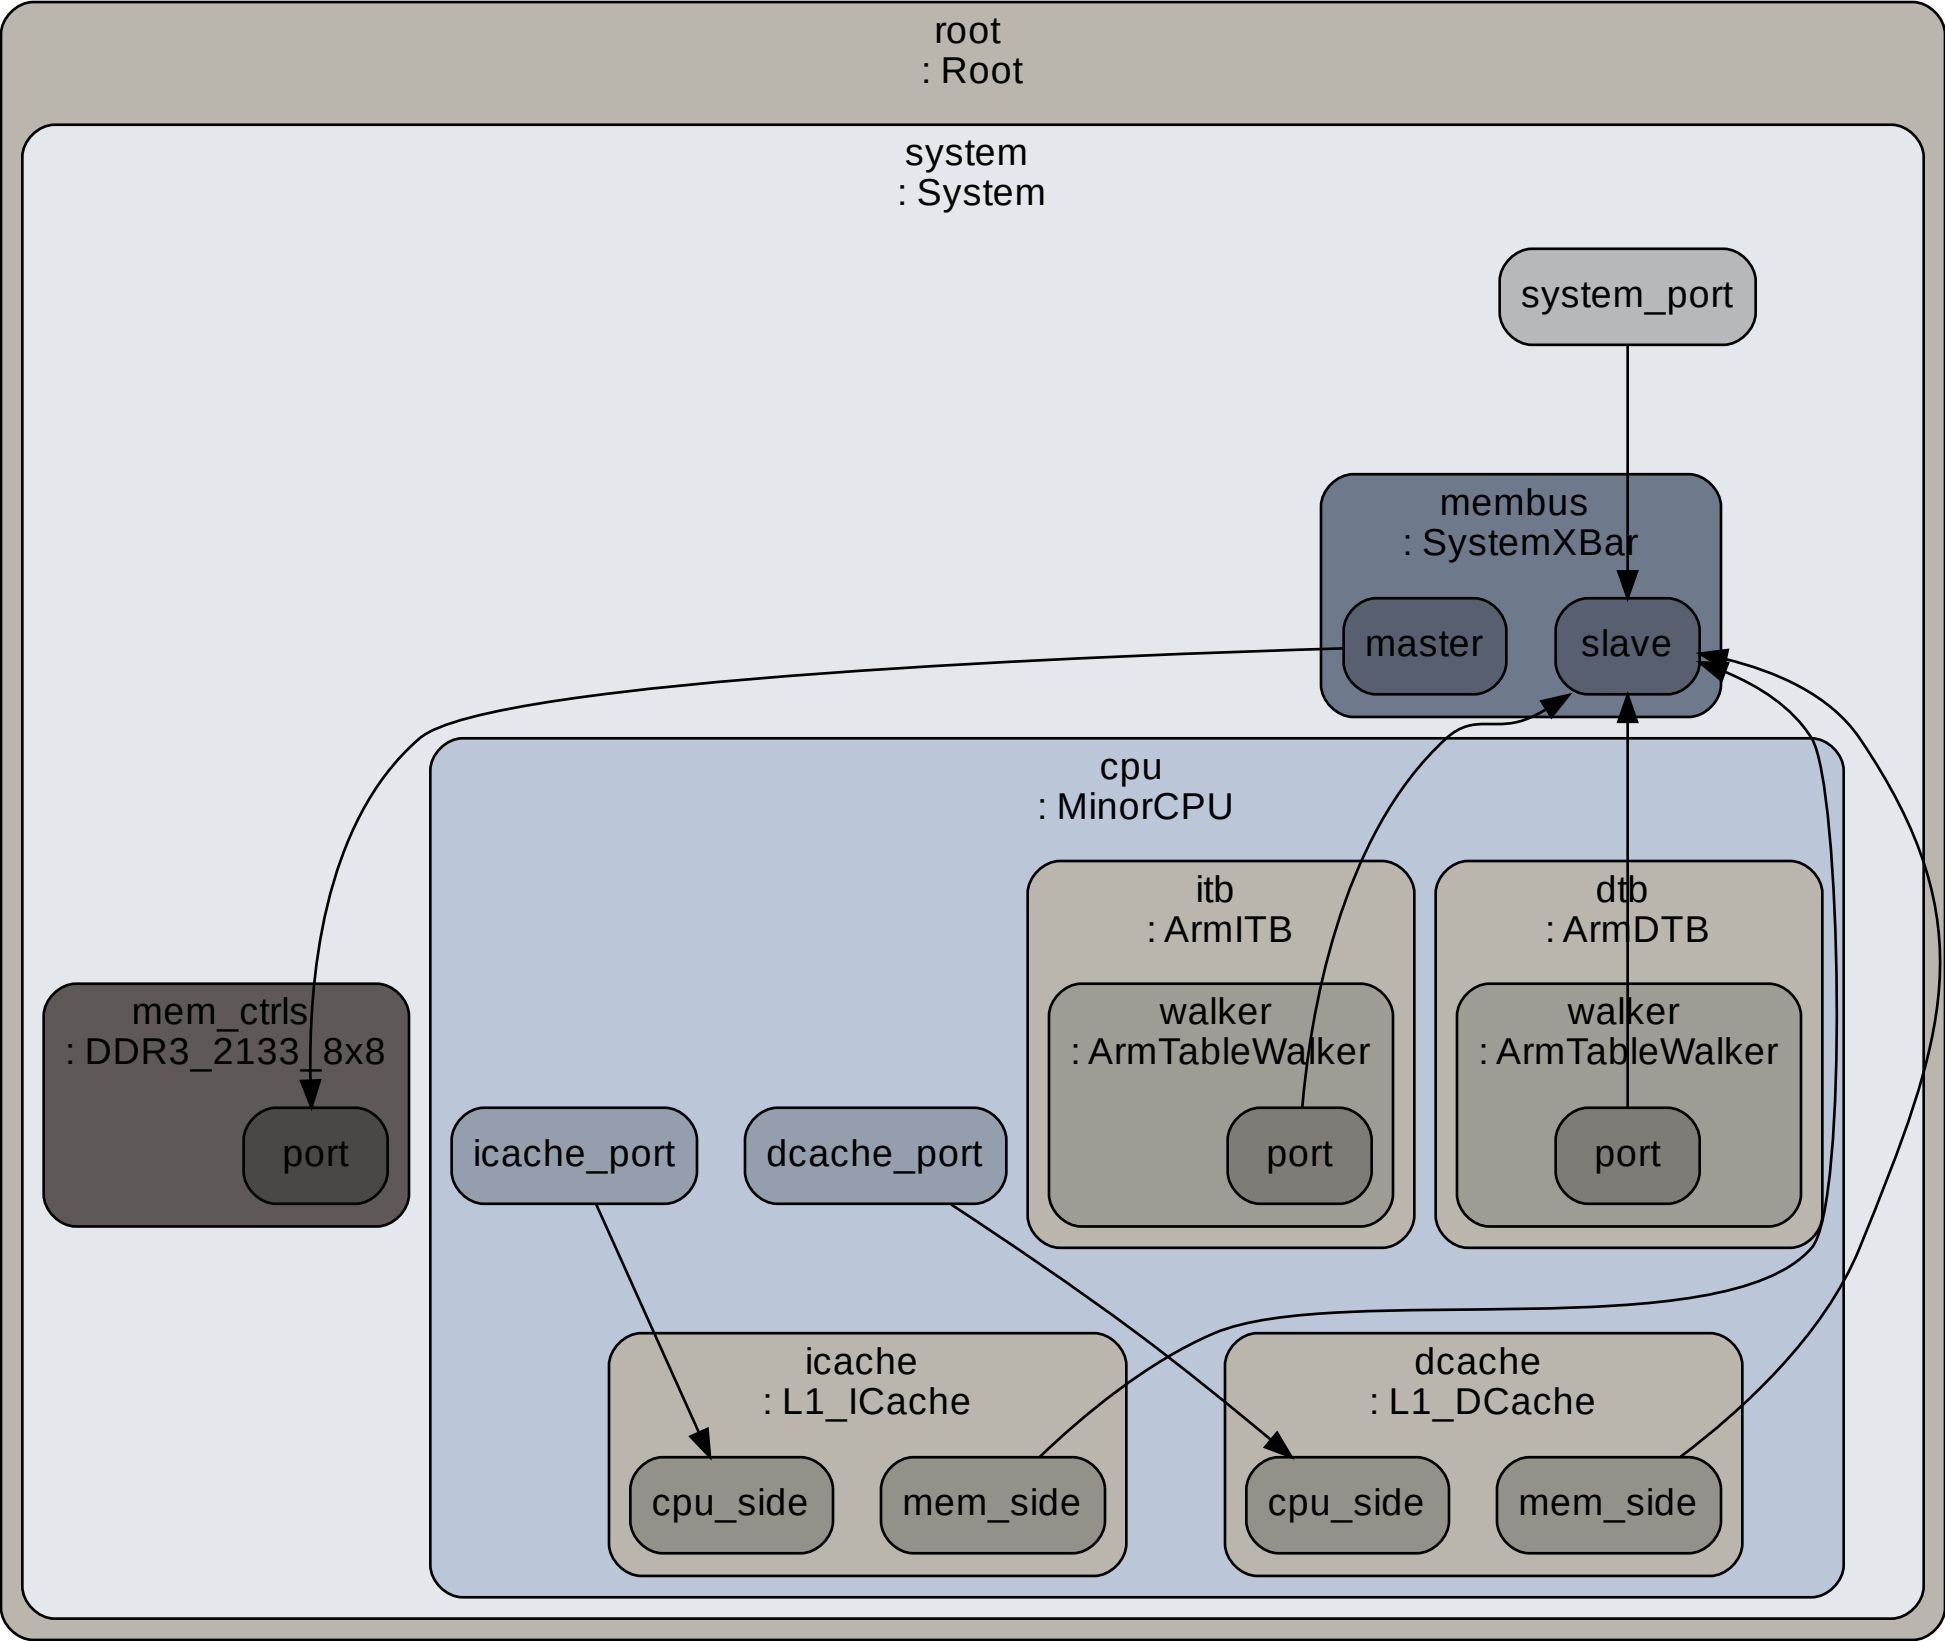 root
: Root
system
: System
system_port
membus
: SystemXBar
master
slave
cpu
: MinorCPU
itb
: ArmITB
dtb
: ArmDTB
mem_ctrls
: DDR3_2133_8x8
walker
: ArmTableWalker
walker
: ArmTableWalker
port
icache_port
dcache_port
port
port
icache
: L1_ICache
dcache
: L1_DCache
cpu_side
mem_side
cpu_side
mem_side